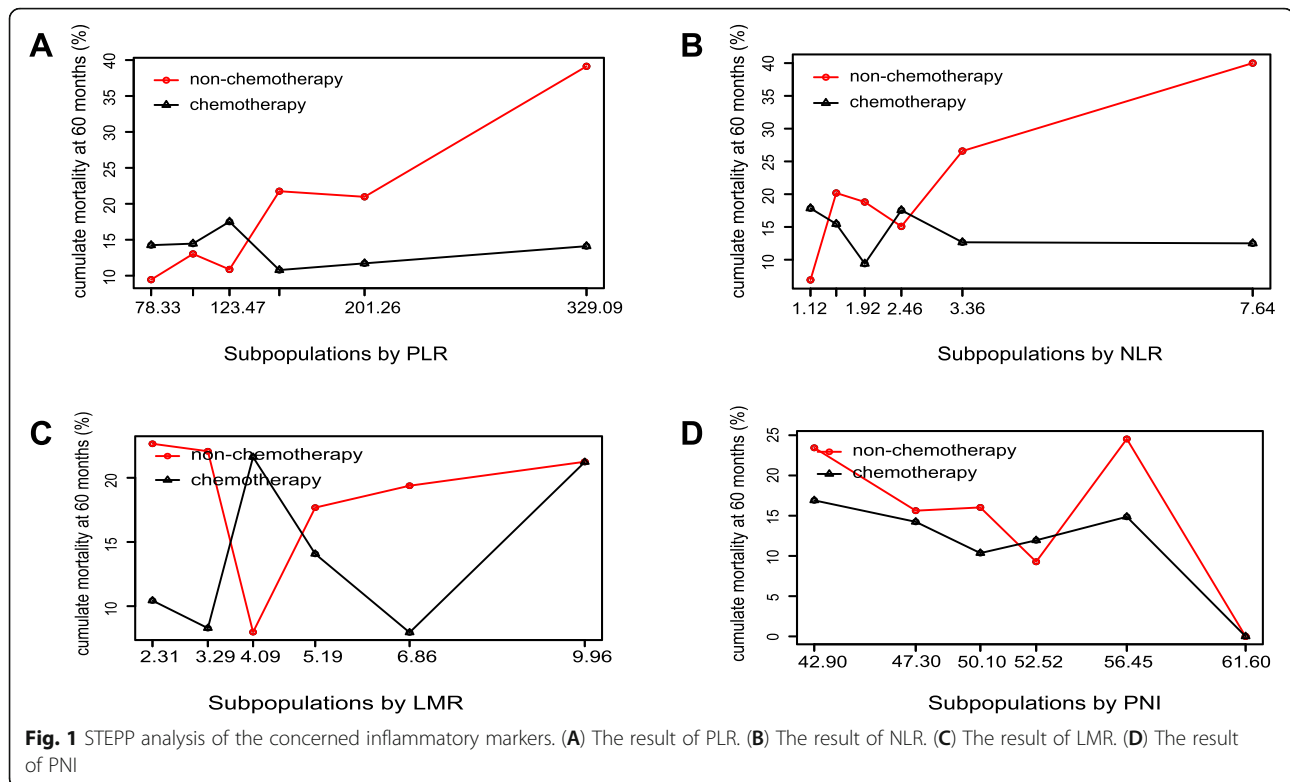 A
cumulate mortality at 60 months (%)
40
35
30
25
20
15
10
non-chemotherapy
chemotherapy
78.33 123.47 201.26 329.09
Subpopulations by PLR
B
cumulate mortality at 60 months (%)
40
35
30
25
20
15
10
non-chemotherapy
chemotherapy
1.12 1.92 2.46 3.36 7.64
Subpopulations by NLR
C
cumulate mortality at 60 months (%)
20
15
10
non-chemotherapy
chemotherapy
2.31 3.29 4.09 5.19 6.86 9.96
Subpopulations by LMR
D
cumulate mortality at 60 months (%)
25
20
15
10
5
0
non-chemotherapy
chemotherapy
42.90 47.30 50.10 52.52 56.45 61.60
Subpopulations by PNI
Fig. 1 STEPP analysis of the concerned inflammatory markers. (A) The result of PLR. (B) The result of NLR. (C) The result of LMR. (D) The result
of PNI